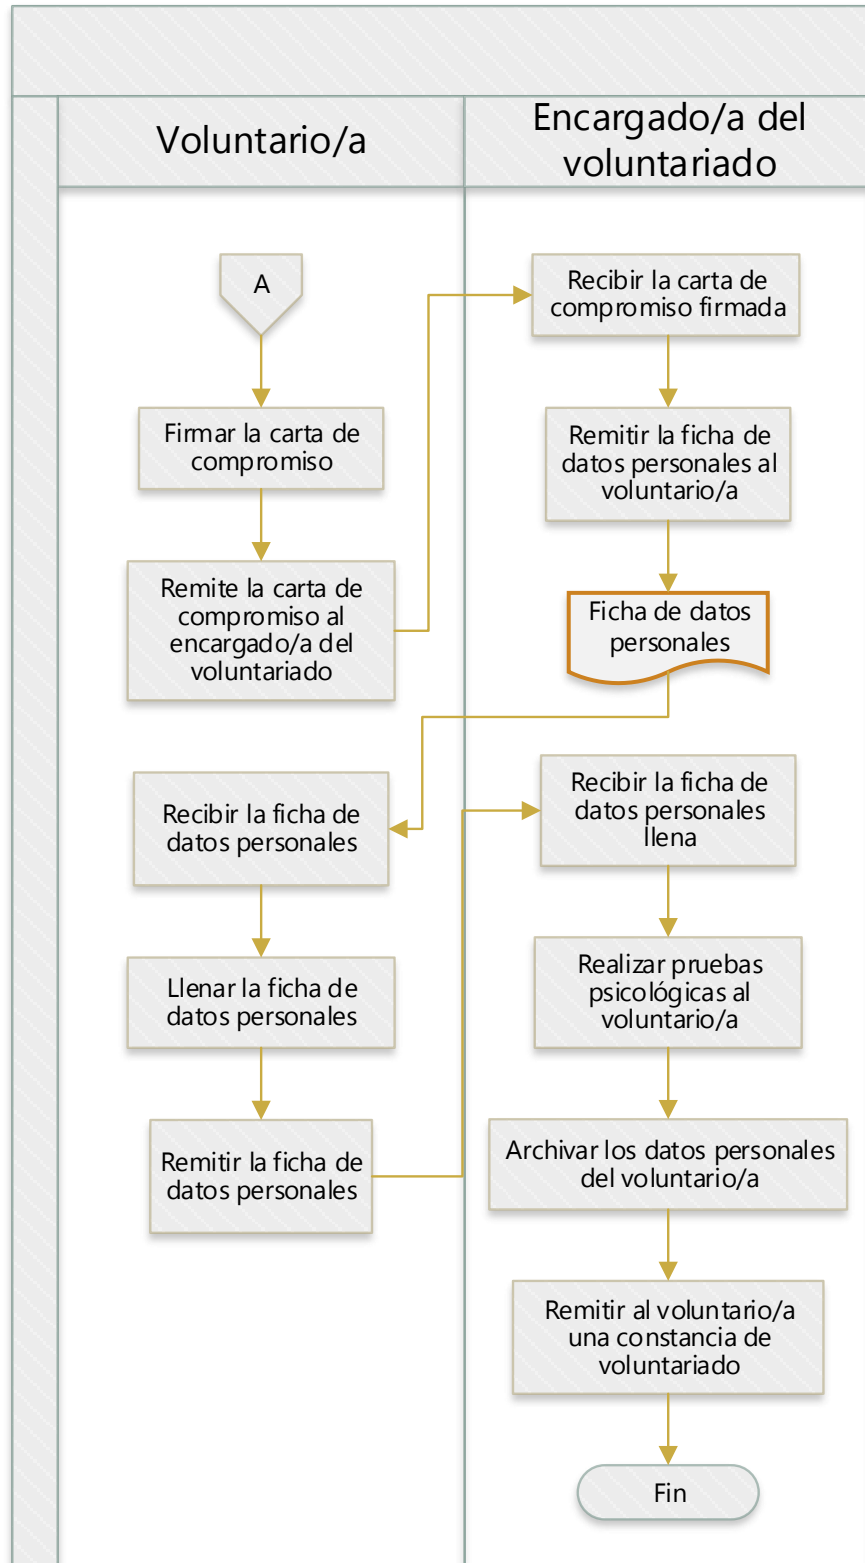 Voluntario/a
Encargado/a del
voluntariado
A
Firmar la carta de
compromiso
Remite la carta de
compromiso al
encargado/a del
voluntariado
Recibir la carta de
compromiso firmada
Remitir la ficha de
datos personales al
voluntario/a
Ficha de datos
personales
Recibir la ficha de
datos personales
Llenar la ficha de
datos personales
Remitir la ficha de
datos personales
Recibir la ficha de
datos personales
llena
Realizar pruebas
psicológicas al
voluntario/a
Archivar los datos personales
del voluntario/a
Remitir al voluntario/a
una constancia de
voluntariado
Fin